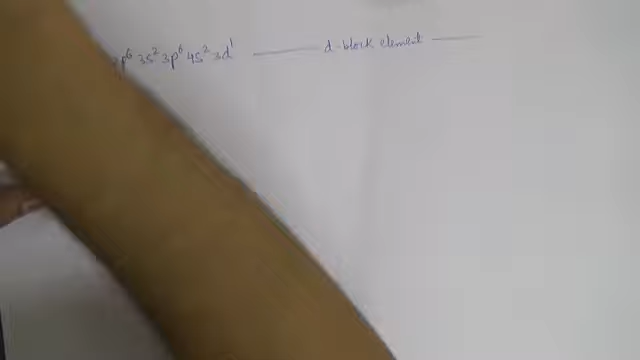 p⁶ 3s² 3p⁶ 4s² 3d¹ —— d-block element ——